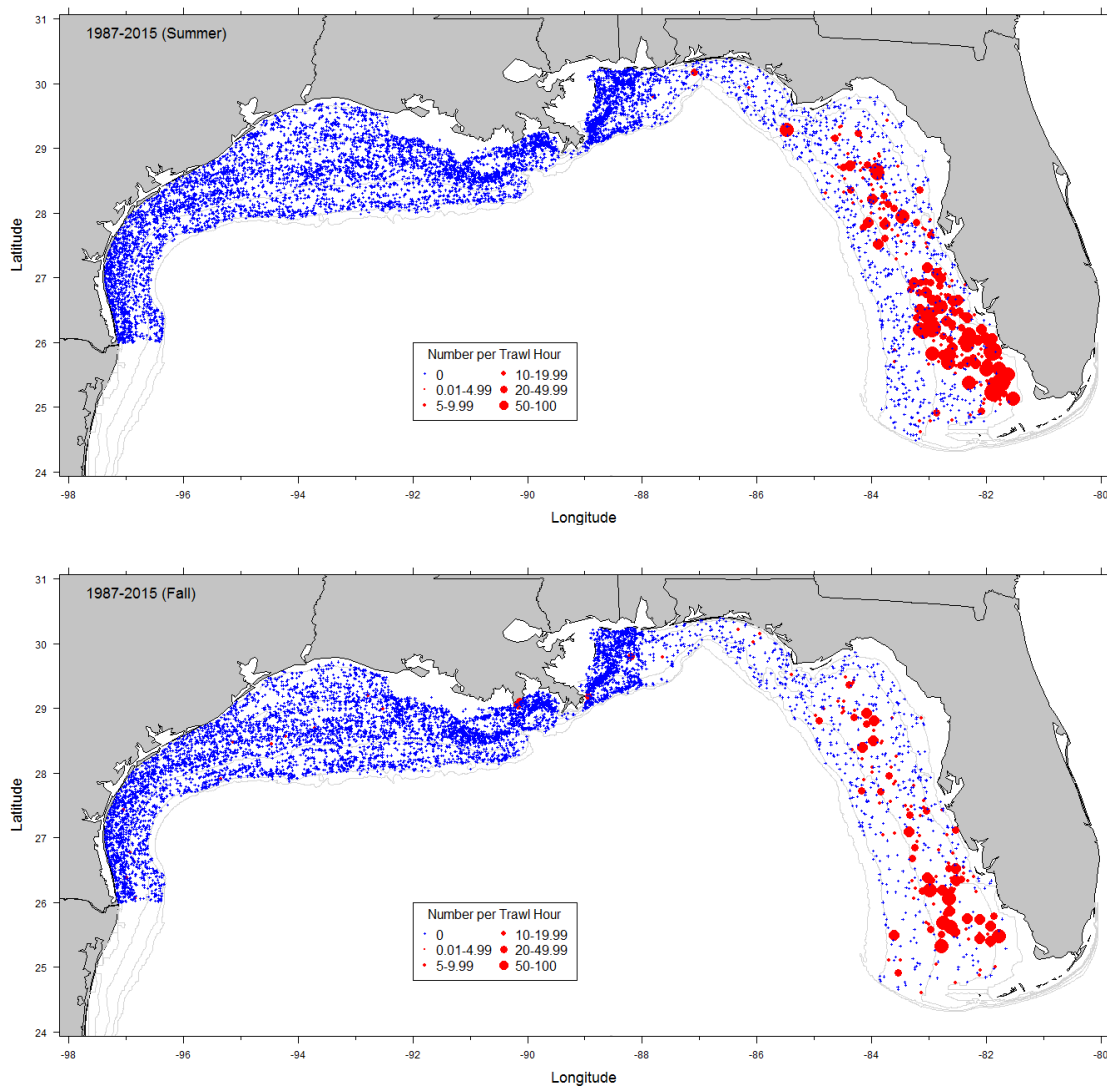 1987-2015 (Summer)
31
30
29
28
27
26
25
24
Latitude
Number per Trawl Hour
0 10-19.99
0.01-4.99 20-49.99
5-9.99 50-100
-98 -96 -94 -92 -90 -88 -86 -84 -82 -80
Longitude
1987-2015 (Fall)
31
30
29
28
27
26
25
24
Latitude
Number per Trawl Hour
0 10-19.99
0.01-4.99 20-49.99
5-9.99 50-100
-98 -96 -94 -92 -90 -88 -86 -84 -82 -80
Longitude